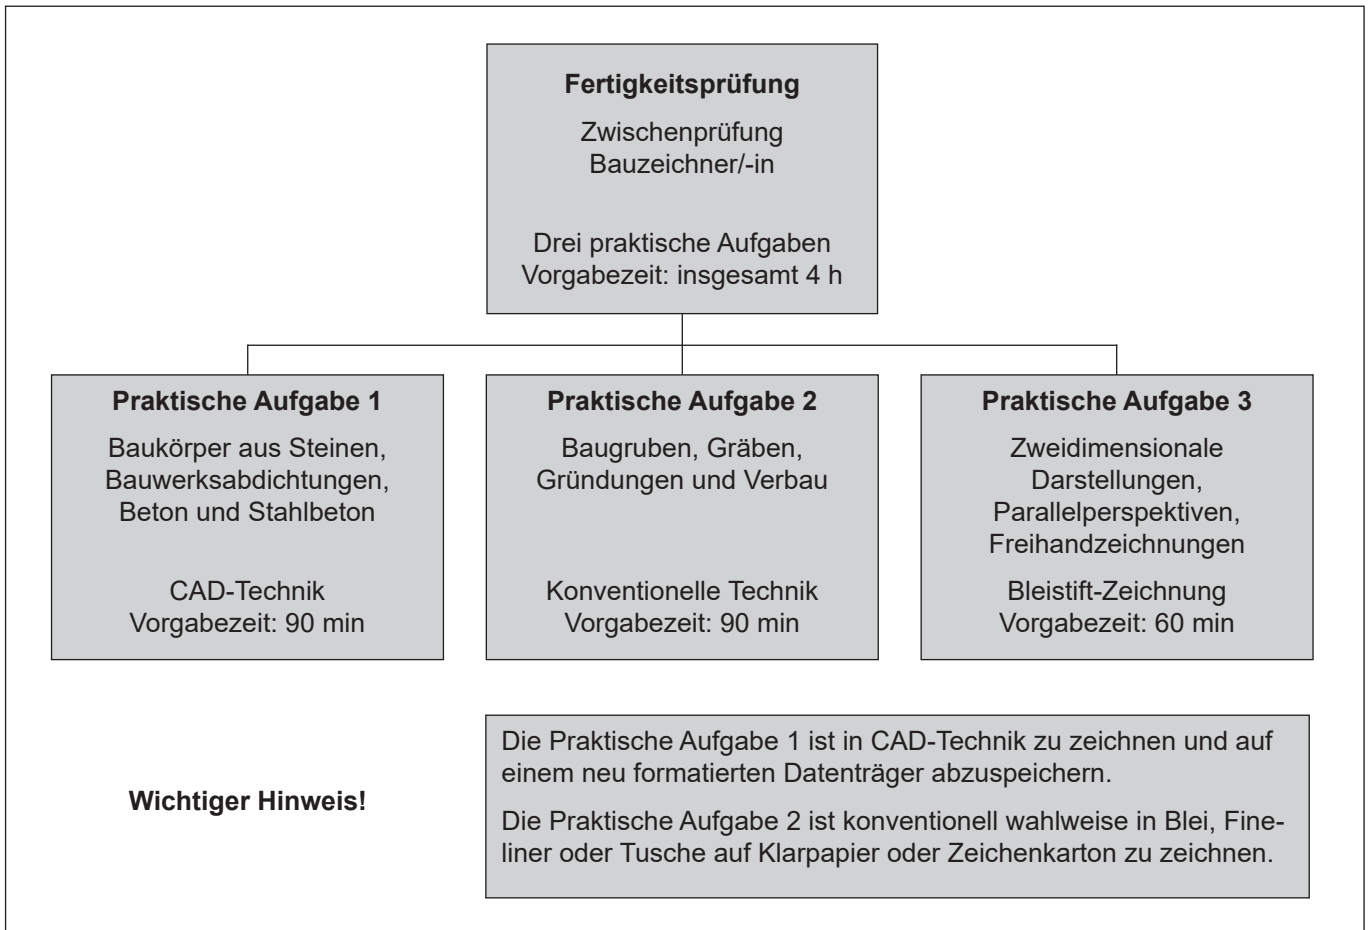 Fertigkeitsprüfung
Zwischenprüfung
Bauzeichner/-in
Drei praktische Aufgaben
Vorgabezeit: insgesamt 4 h
Praktische Aufgabe 1
Baukörper aus Steinen,
Bauwerksabdichtungen,
Beton und Stahlbeton
CAD-Technik
Vorgabezeit: 90 min
Praktische Aufgabe 2
Baugruben, Gräben,
Gründungen und Verbau
Konventionelle Technik
Vorgabezeit: 90 min
Praktische Aufgabe 3
Zweidimensionale
Darstellungen,
Parallelperspektiven,
Freihandzeichnungen
Bleistift-Zeichnung
Vorgabezeit: 60 min
Wichtiger Hinweis!
Die Praktische Aufgabe 1 ist in CAD-Technik zu zeichnen und auf
einem neu formatierten Datenträger abzuspeichern.
Die Praktische Aufgabe 2 ist konventionell wahlweise in Blei, Fine-
liner oder Tusche auf Klarpapier oder Zeichenkarton zu zeichnen.